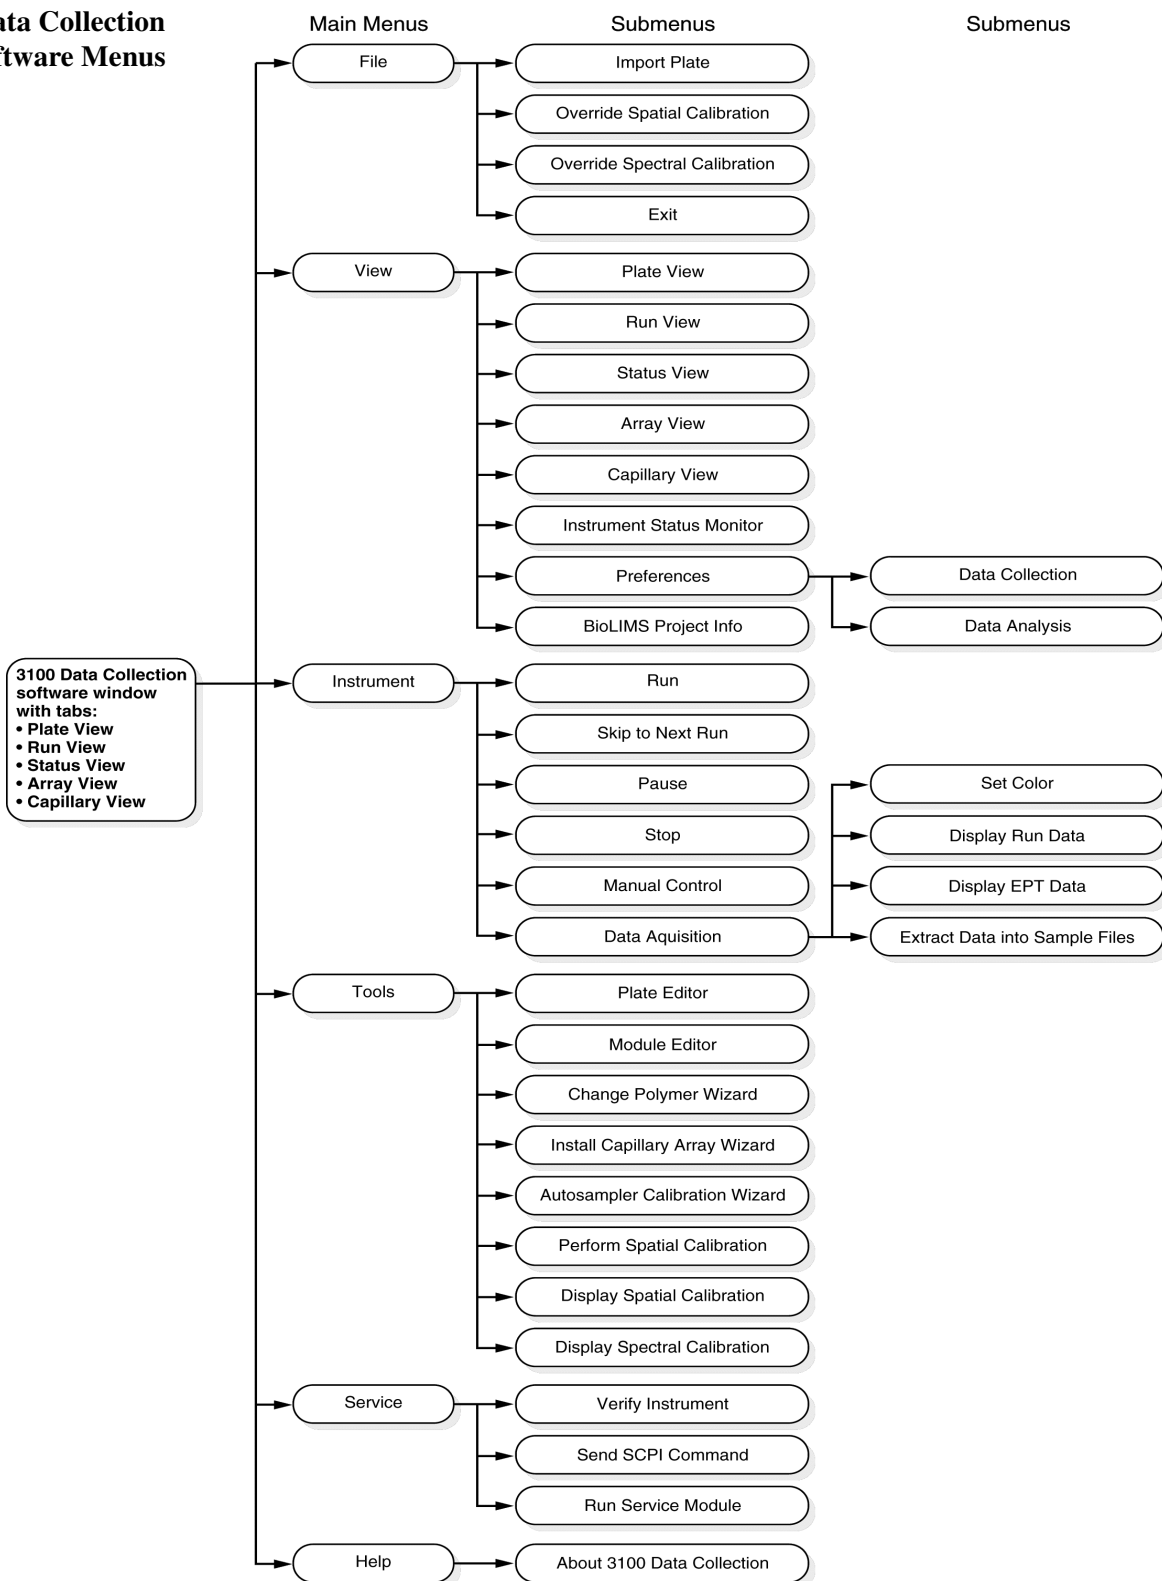 ata Collection
ftware Menus
Main Menus
Submenus
Submenus
File
Import Plate
Override Spatial Calibration
Override Spectral Calibration
Exit
View
Plate View
Run View
Status View
Array View
Capillary View
Instrument Status Monitor
Preferences
Data Collection
BioLIMS Project Info
Data Analysis
3100 Data Collection
software window
with tabs:
• Plate View
• Run View
• Status View
• Array View
• Capillary View
Instrument
Run
Skip to Next Run
Pause
Set Color
Stop
Display Run Data
Manual Control
Display EPT Data
Data Aquisition
Extract Data into Sample Files
Tools
Plate Editor
Module Editor
Change Polymer Wizard
Install Capillary Array Wizard
Autosampler Calibration Wizard
Perform Spatial Calibration
Display Spatial Calibration
Display Spectral Calibration
Service
Verify Instrument
Send SCPI Command
Run Service Module
Help
About 3100 Data Collection